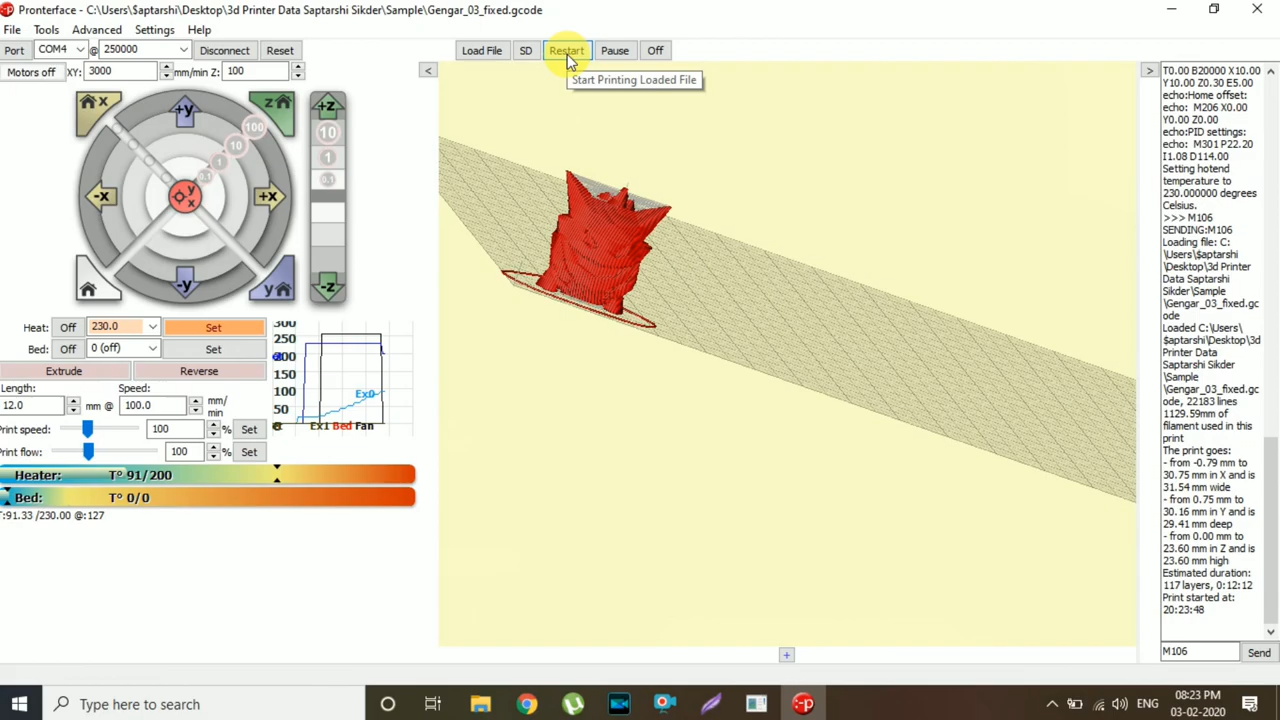 Pronterface - C:\Users\$aptarshi\Desktop\3d Printer Data Saptarshi Sikder\Sample\Gengar_03_fixed.gcode
File Tools Advanced Settings Help
Port COM4 @ 250000 Disconnect Reset
Load File SD Restart Pause Off
Motors off XY: 3000 mm/min Z: 100
Start Printing Loaded File
<
>
x
+y
z
+z
100
10
1
0.1
10
1
0.1
-x
y
x
+x
-y
y
-z
Heat: Off 230.0 Set
Bed: Off 0 (off) Set
Extrude Reverse
Length: Speed:
12.0 mm @ 100.0 mm/
min
Print speed: 100 % Set
Print flow: 100 % Set
300
250
200
150
100
50
Ex0
Ex1 Bed Fan
Heater: T° 91/200
Bed: T° 0/0
T:91.33 /230.00 @:127
T0.00 B20000 X10.00
Y10.00 Z0.30 E5.00
echo:Home offset:
echo: M206 X0.00
Y0.00 Z0.00
echo:PID settings:
echo: M301 P22.20
I1.08 D114.00
Setting hotend
temperature to
230.000000 degrees
Celsius.
>>> M106
SENDING:M106
Loading file: C:
\Users\$aptarshi
\Desktop\3d Printer
Data Saptarshi
Sikder\Sample
\Gengar_03_fixed.gc
ode
Loaded C:\Users\
$aptarshi\Desktop\3d
Printer Data
Saptarshi Sikder
\Sample
\Gengar_03_fixed.gc
ode, 22183 lines
1129.59mm of
filament used in this
print
The print goes:
- from -0.79 mm to
30.75 mm in X and is
31.54 mm wide
- from 0.75 mm to
30.16 mm in Y and is
29.41 mm deep
- from 0.00 mm to
23.60 mm in Z and is
23.60 mm high
Estimated duration:
117 layers, 0:12:12
Print started at:
20:23:48
M106 Send
+
Type here to search
ENG
08:23 PM
03-02-2020